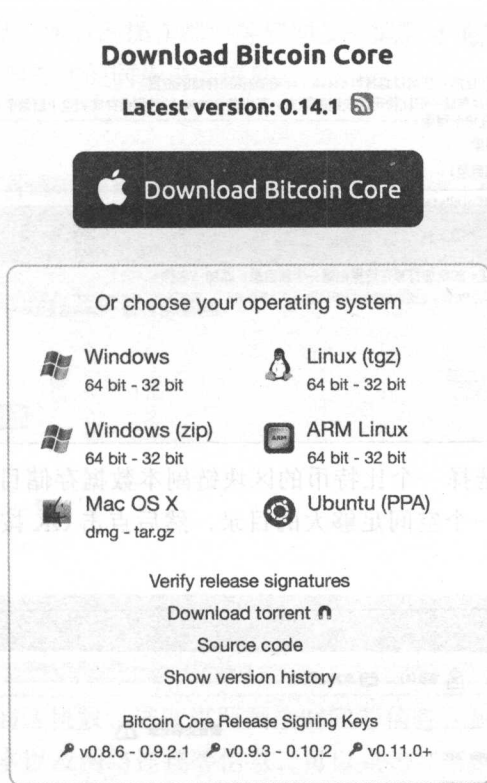 Download Bitcoin Core
Latest version: 0.14.1
Download Bitcoin Core
Or choose your operating system
Windows
64 bit - 32 bit
Linux (tgz)
64 bit - 32 bit
Windows (zip)
64 bit - 32 bit
ARM
ARM Linux
64 bit - 32 bit
Mac OS X
dmg - tar.gz
Ubuntu (PPA)
Verify release signatures
Download torrent
Source code
Show version history
Bitcoin Core Release Signing Keys
v0.8.6 - 0.9.2.1 v0.9.3 - 0.10.2 v0.11.0+